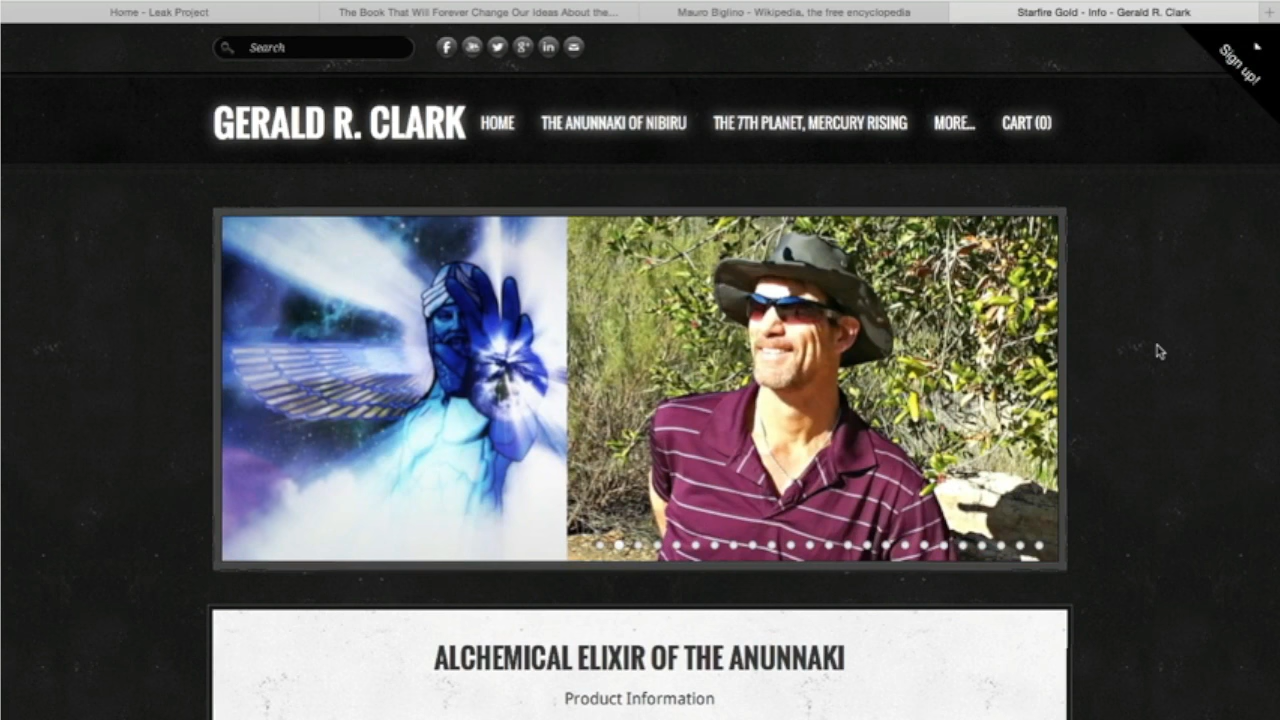 Home - Leak Project
The Book That Will Forever Change Our Ideas About the...
Mauro Biglino - Wikipedia, the free encyclopedia
Starfire Gold - Info - Gerald R. Clark
Search
Sign up!
GERALD R. CLARK
HOME
THE ANUNNAKI OF NIBIRU
THE 7TH PLANET, MERCURY RISING
MORE...
CART (0)
ALCHEMICAL ELIXIR OF THE ANUNNAKI
Product Information